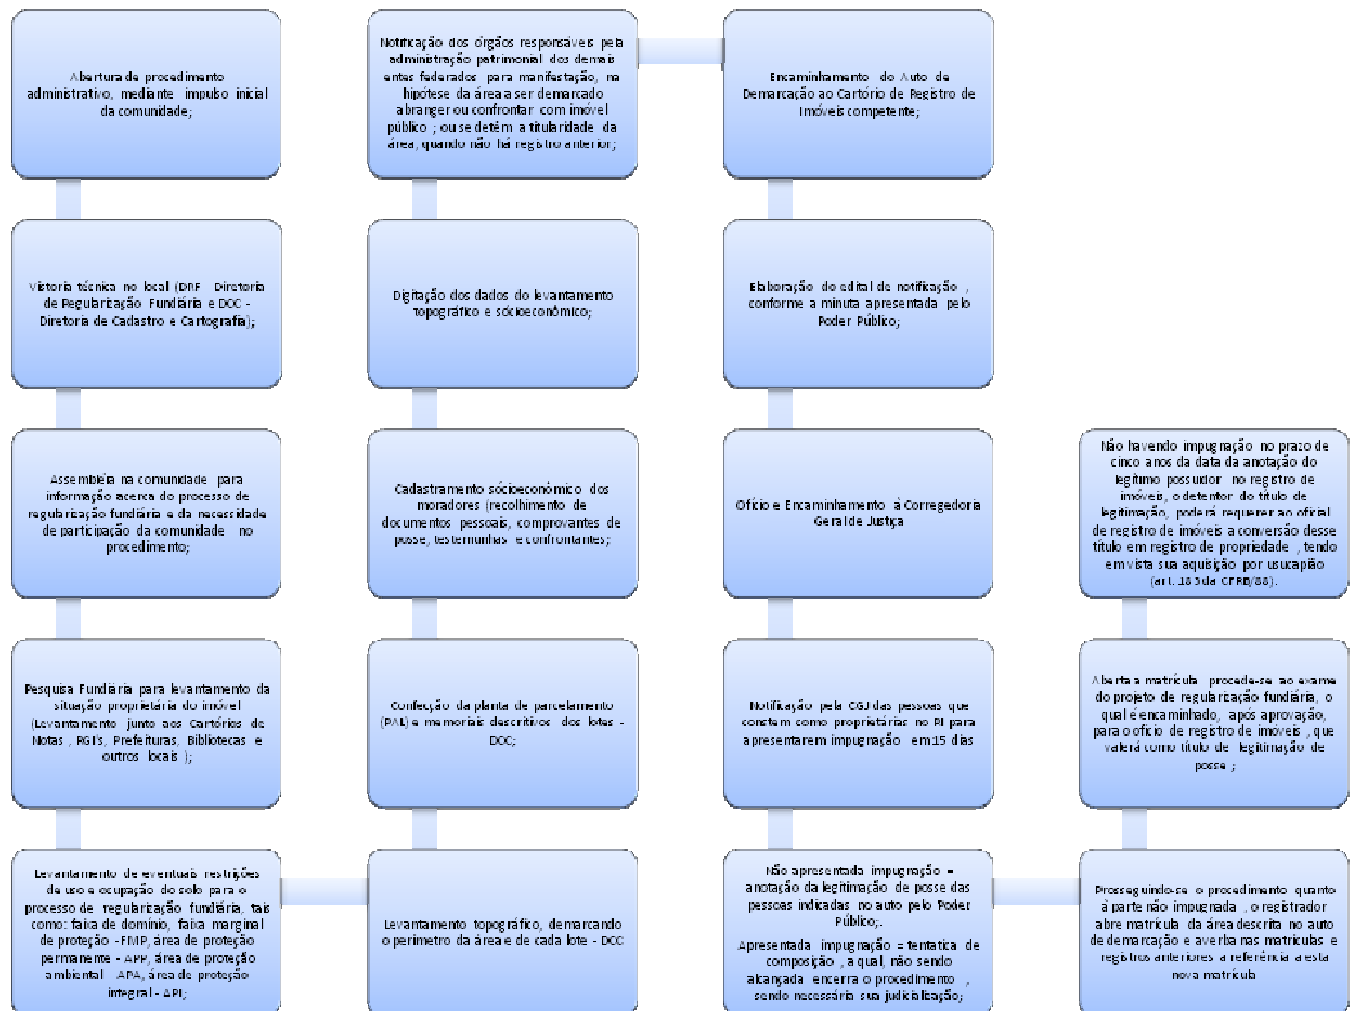 Abertura de procedimento
administrativo, mediante impulso inicial
da comunidade;
Vistoria técnica no local (DRF Diretoria
de Regularização Fundiária e DCC -
Diretoria de Cadastro e Cartografia);
Assembleia na comunidade para
informação acerca do processo de
regularização fundiária e da necessidade
de participação da comunidade no
procedimento;
Pesquisa Fundiária para levantamento da
situação proprietária do imóvel
(Levantamento junto aos Cartórios de
Notas , RGI's, Prefeituras, Bibliotecas e
outros locais );
Levantamento de eventuais restrições
de uso e ocupação do solo para o
processo de regularização fundiária, tais
como: faixa de domínio, faixa marginal
de proteção - FMP, área de proteção
permanente - APP, área de proteção
ambiental APA, área de proteção
integral - API;
Levantamento topográfico, demarcando
o perímetro da área e de cada lote - DCC
Confecção da planta de parcelamento
(PAL) e memoriais descritivos dos lotes -
DCC;
Cadastramento sócioeconômico dos
moradores (recolhimento de
documentos pessoais, comprovantes de
posse, testemunhas e confrontantes;
Digitação dos dados do levantamento
topográfico e sócioeconômico;
Notificação dos órgãos responsáveis pela
administração patrimonial dos demais
entes federados para manifestação, na
hipótese da área a ser demarcado
abranger ou confrontar com imóvel
público ; ou se detêm a titularidade da
área, quando não há registro anterior;
Encaminhamento do Auto de
Demarcação ao Cartório de Registro de
Imóveis competente;
Elaboração do edital de notificação ,
conforme a minuta apresentada pelo
Poder Público;
Ofício e Encaminhamento à Corregedoria
Geral de Justiça
Notificação pela CGJ das pessoas que
constem como proprietárias no RI para
apresentarem impugnação em 15 dias
Não apresentada impugnação =
anotação da legitimação de posse das
pessoas indicadas no auto pelo Poder
Público;.
Apresentada impugnação = tentatica de
composição , a qual, não sendo
alcançada encerra o procedimento ,
sendo necessária sua judicialização;
Prosseguindo-se o procedimento quanto
à parte não impugnada , o registrador
abre matrícula da área descrita no auto
de demarcação e averba nas matrículas e
registros anteriores a referência a esta
nova matrícula
Aberta a matrícula procede-se ao exame
do projeto de regularização fundiária, o
qual é encaminhado, após aprovação,
para o ofício de registro de imóveis , que
valerá como título de legitimação de
posse ;
Não havendo impugnação no prazo de
cinco anos da data da anotação do
legítimo possuidor no registro de
imóveis, o detentor do título de
legitimação, poderá requerer ao oficial
de registro de imóveis a conversão desse
título em registro de propriedade , tendo
em vista sua aquisição por usucapião
(art. 183 da CFRB/88).